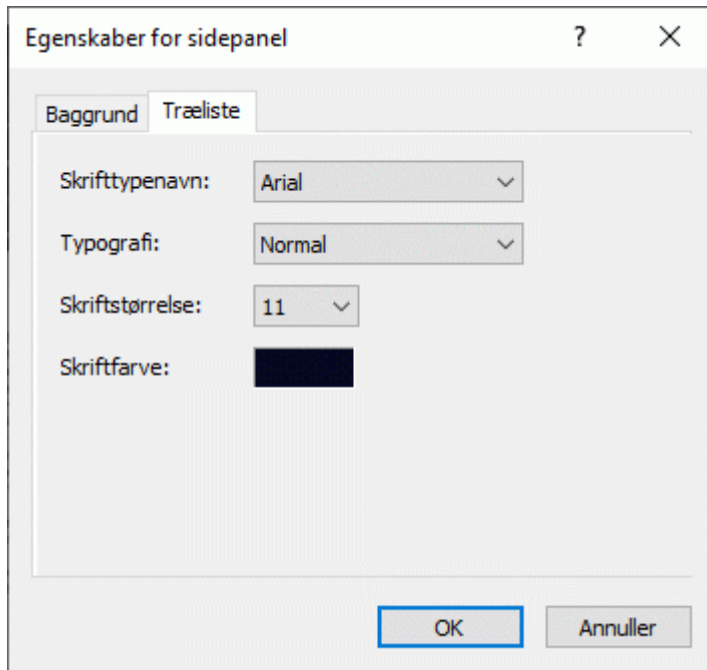 Egenskaber for sidepanel ?
Baggrund Træliste
Skrifttypenavn: Arial
Typografi: Normal
Skriftstørrelse: 11
Skriftfarve:
OK Annuller